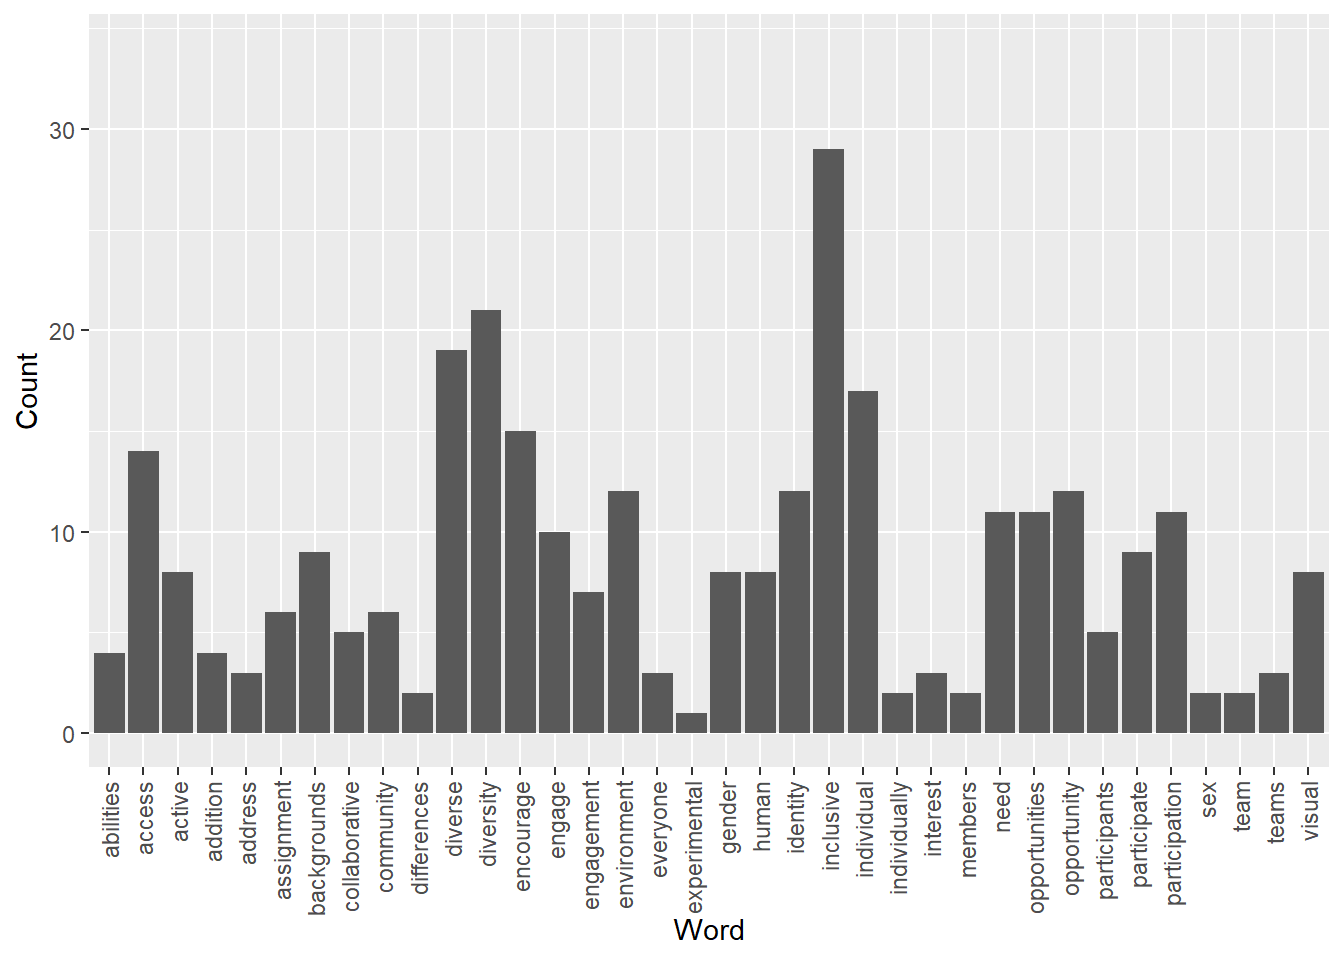 Count
30
20
10
0
abilities
access
active
addition
address
assignment
backgrounds
collaborative
community
differences
diverse
diversity
encourage
engage
engagement
environment
everyone
experimental
gender
human
identity
inclusive
individual
individually
interest
members
need
opportunities
opportunity
participants
participate
participation
sex
team
teams
visual
Word